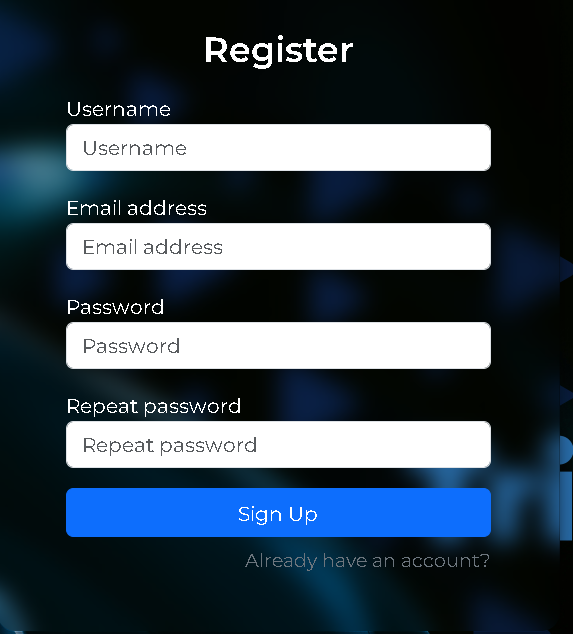 Register
Username
Username
Email address
Email address
Password
Password
Repeat password
Repeat password
Sign Up
Already have an account?